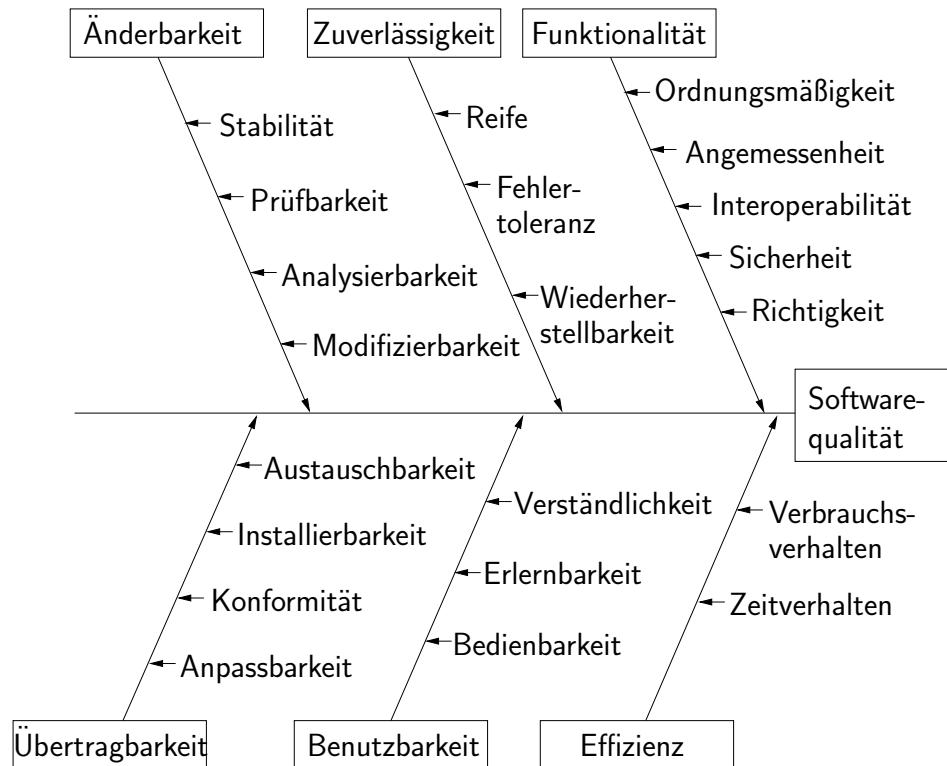 Änderbarkeit
Zuverlässigkeit
Funktionalität
Stabilität
Prüfbarkeit
Analysierbarkeit
Modifizierbarkeit
Reife
Fehler-
toleranz
Wiederher-
stellbarkeit
Ordnungsmäßigkeit
Angemessenheit
Interoperabilität
Sicherheit
Richtigkeit
Software-
qualität
Austauschbarkeit
Installierbarkeit
Konformität
Anpassbarkeit
Verständlichkeit
Erlernbarkeit
Bedienbarkeit
Verbrauchs-
verhalten
Zeitverhalten
Übertragbarkeit
Benutzbarkeit
Effizienz